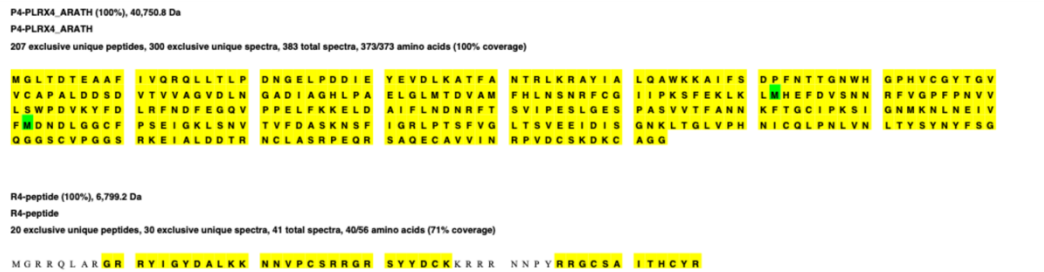 P4-PLRX4_ARATH (100%), 40,750.8 Da
P4-PLRX4_ARATH
207 exclusive unique peptides, 300 exclusive unique spectra, 383 total spectra, 373/373 amino acids (100% coverage)
MGLTDTEAAF IVQRQLLTLP DNGELPDDIE YEVDLKATFA NTRLKRAYIA LQAWKKAIFS DPFNTTGNWH GPHVCGYTGV
VCAPALDDSD VTVVAGVDLN GADIAGHLPA ELGLMTDVAM FHLNSNRFCG IIPKSFEKLK LMHEFDVSNN RFVGPFPNVV
LSWPDVKYFD LRFNDFEGQV PPELFKKELD AIFLNDNRFT SVIPESLGES PASVVTFANN KFTGCIPKSI GNMKNLNEIV
FMDNDLGGCF PSEIGKLSNV TVFDASKNSF IGRLPTSFVG LTSVEEIDIS GNKLTGLVPH NICQLPNLVN LTYSYNYFSG
QGGSCVPGGS RKEIALDDTR NCLASRPEQR SAQECAVVIN RPVDCSKDKC AGG
R4-peptide (100%), 6,799.2 Da
R4-peptide
20 exclusive unique peptides, 30 exclusive unique spectra, 41 total spectra, 40/56 amino acids (71% coverage)
MGRRQLARGR RYIGYDALKK NNVPCSRRGR SYYDCKKRRR NNPYRRGCSA ITHCYR